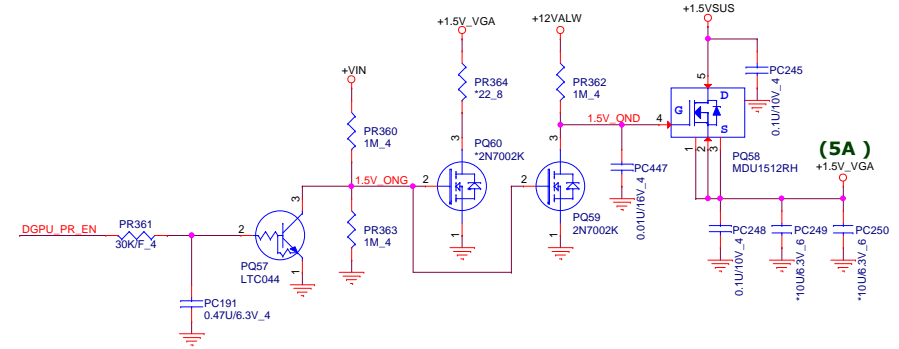 +1.5V_VGA
+12VALW
+1.5VSUS
+VIN
PR364
*22_8
PR362
1M_4
5
PC245
0.1U/10V_4
D
G
S
4
1.5V_OND
PR360
1M_4
3
PQ60
*2N7002K
3
1
2
3
PQ58
MDU1512RH
(5A )
+1.5V_VGA
PC447
0.01U/16V_4
1.5V_ONG
2
2
PQ59
2N7002K
1
1
3
DGPU_PR_EN
PR361
30K/F_4
2
PR363
1M_4
PQ57
LTC044
1
PC248
0.1U/10V_4
PC249
*10U/6.3V_6
PC250
*10U/6.3V_6
PC191
0.47U/6.3V_4